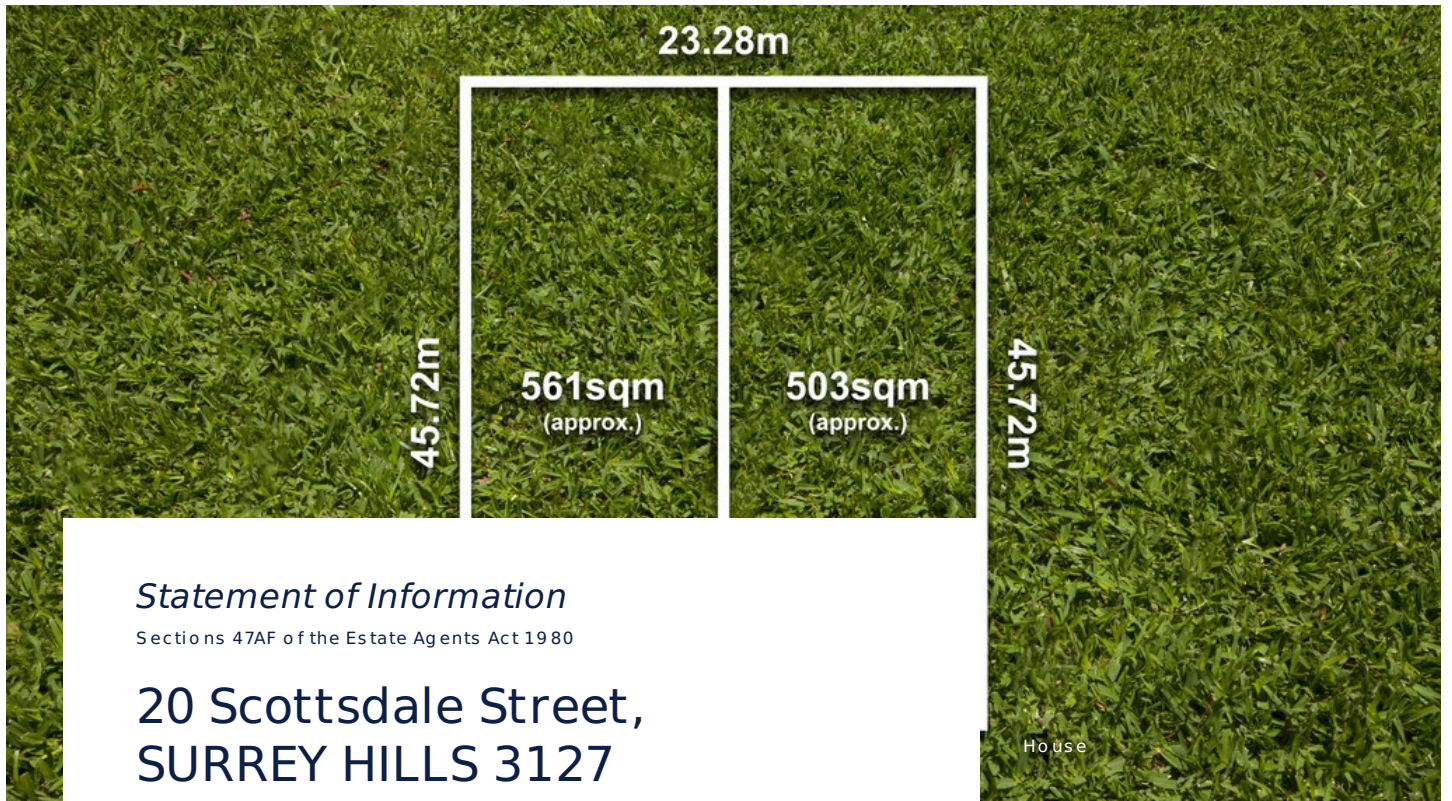 23.28m
45.72m
561sqm
(approx.)
503sqm
(approx.)
45.72m
Statement of Information
Sections 47AF of the Estate Agents Act 1980
20 Scottsdale Street,
SURREY HILLS 3127
House